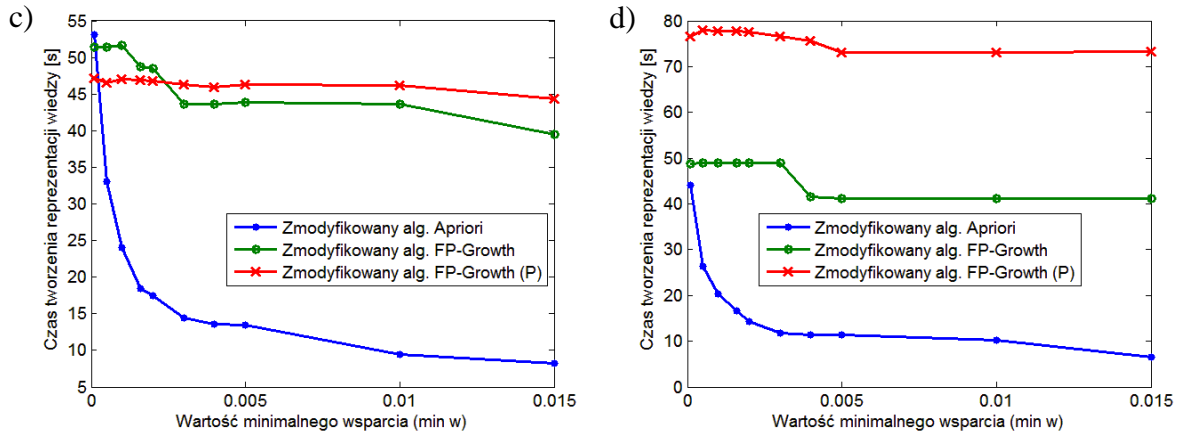 c)
Czas tworzenia reprezentacji wiedzy [s]
55
50
45
40
35
30
25
20
15
10
5
0
0.005
0.01
0.015
Wartość minimalnego wsparcia (min w)
Zmodyfikowany alg. Apriori
Zmodyfikowany alg. FP-Growth
Zmodyfikowany alg. FP-Growth (P)
d)
Czas tworzenia reprezentacji wiedzy [s]
80
70
60
50
40
30
20
10
0
0
0.005
0.01
0.015
Wartość minimalnego wsparcia (min w)
Zmodyfikowany alg. Apriori
Zmodyfikowany alg. FP-Growth
Zmodyfikowany alg. FP-Growth (P)